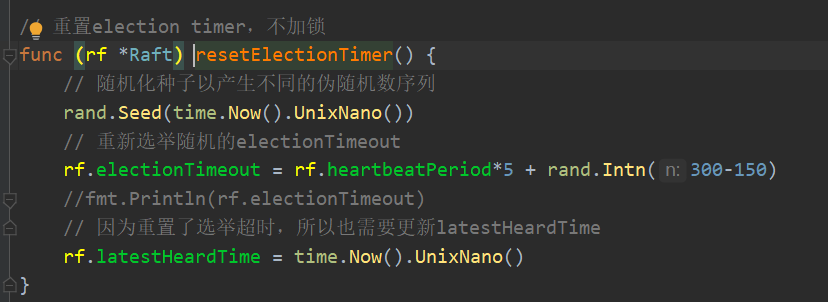 // 重置election timer，不加锁
func (rf *Raft) resetElectionTimer() {
// 随机化种子以产生不同的伪随机数序列
rand.Seed(time.Now().UnixNano())
// 重新选举随机的electionTimeout
rf.electionTimeout = rf.heartbeatPeriod*5 + rand.Intn( n: 300-150)
//fmt.Println(rf.electionTimeout)
// 因为重置了选举超时，所以也需要更新latestHeardTime
rf.latestHeardTime = time.Now().UnixNano()
}